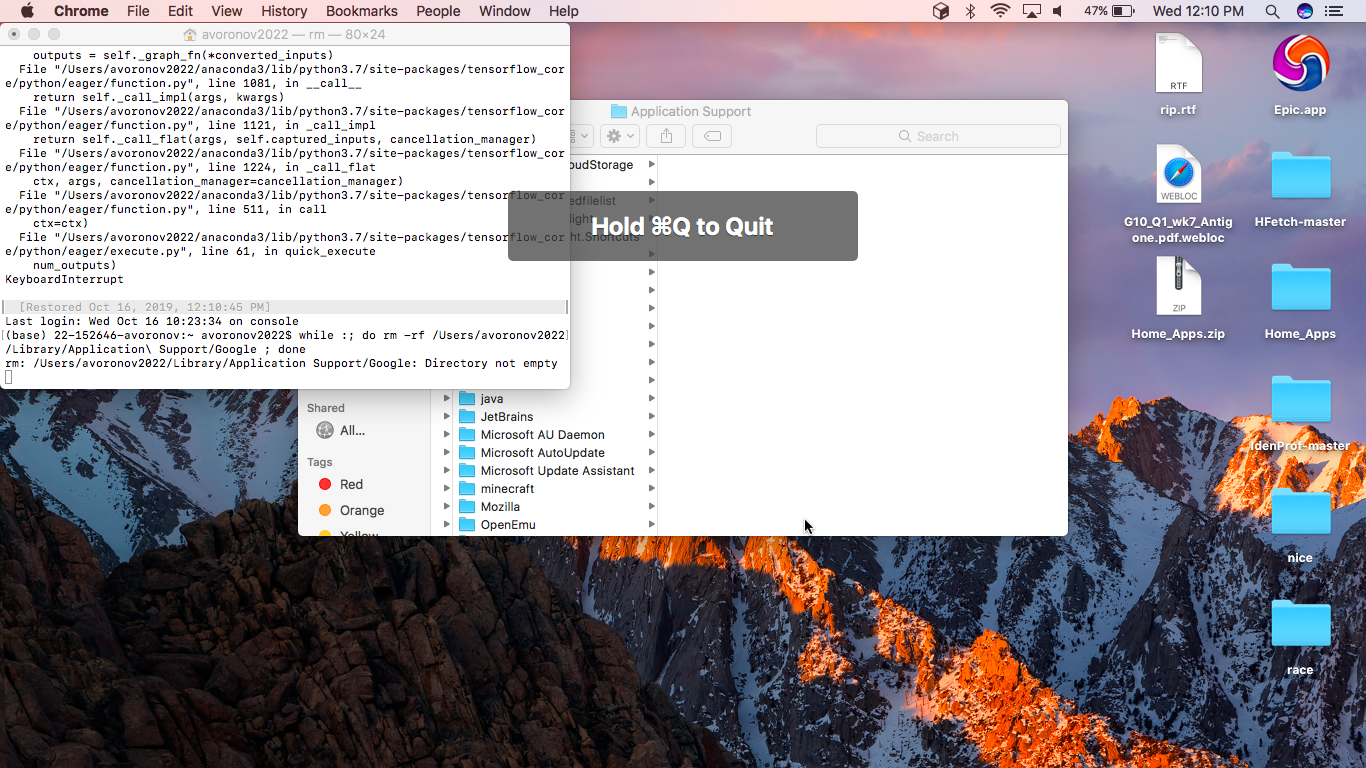 Chrome File Edit View History Bookmarks People Window Help
47% Wed 12:10 PM
avoronov2022 — rm — 80×24
outputs = self._graph_fn(*converted_inputs)
File "/Users/avoronov2022/anaconda3/lib/python3.7/site-packages/tensorflow_cor
e/python/eager/function.py", line 1081, in __call__
return self._call_impl(args, kwargs)
File "/Users/avoronov2022/anaconda3/lib/python3.7/site-packages/tensorflow_cor
e/python/eager/function.py", line 1121, in _call_impl
return self._call_flat(args, self.captured_inputs, cancellation_manager)
File "/Users/avoronov2022/anaconda3/lib/python3.7/site-packages/tensorflow_cor
e/python/eager/function.py", line 1224, in _call_flat
ctx, args, cancellation_manager=cancellation_manager)
File "/Users/avoronov2022/anaconda3/lib/python3.7/site-packages/tensorflow_cor
e/python/eager/function.py", line 511, in call
ctx=ctx)
File "/Users/avoronov2022/anaconda3/lib/python3.7/site-packages/tensorflow_cor
e/python/eager/execute.py", line 61, in quick_execute
num_outputs)
KeyboardInterrupt
[Restored Oct 16, 2019, 12:10:45 PM]
Last login: Wed Oct 16 10:23:34 on console
(base) 22-152646-avoronov:~ avoronov2022$ while :; do rm -rf /Users/avoronov2022
/Library/Application\ Support/Google ; done
rm: /Users/avoronov2022/Library/Application Support/Google: Directory not empty
Application Support
Search
oudStorage
edfilelist
light
ht.Shortcuts
Hold ⌘Q to Quit
java
JetBrains
Microsoft AU Daemon
Microsoft AutoUpdate
Microsoft Update Assistant
minecraft
Mozilla
OpenEmu
Shared
All...
Tags
Red
Orange
Yellow
RTF
rip.rtf
Epic.app
WEBLOC
G10_Q1_wk7_Antig
one.pdf.webloc
HFetch-master
ZIP
Home_Apps.zip
Home_Apps
IdenProf-master
nice
race